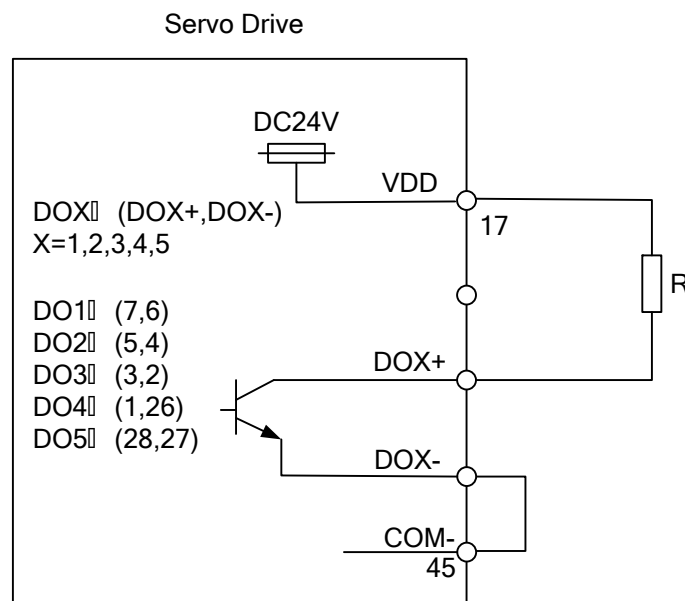 Servo Drive
DC24V
VDD
17
DOX▯ (DOX+,DOX-)
X=1,2,3,4,5
R
DO1▯ (7,6)
DO2▯ (5,4)
DO3▯ (3,2)
DO4▯ (1,26)
DO5▯ (28,27)
DOX+
DOX-
COM-
45